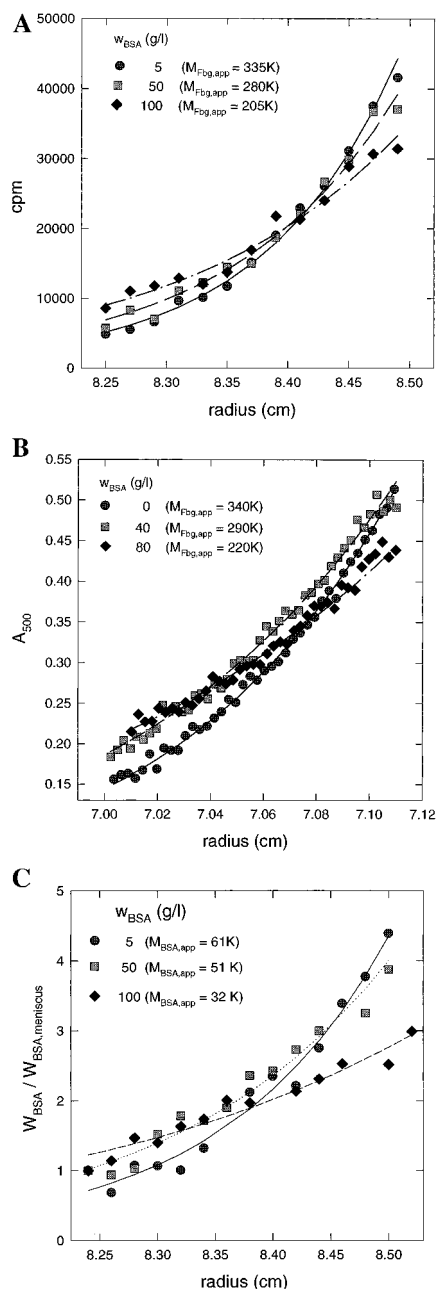 A
w_BSA
(g/l)
5 (M_Fbg,app = 335K)
50 (M_Fbg,app = 280K)
100 (M_Fbg,app = 205K)
50000
40000
30000
20000
10000
0
cpm
8.25 8.30 8.35 8.40 8.45 8.50
radius (cm)
B
w_BSA
(g/l)
0 (M_Fbg,app = 340K)
40 (M_Fbg,app = 290K)
80 (M_Fbg,app = 220K)
0.55
0.50
0.45
0.40
0.35
0.30
0.25
0.20
0.15
A_500
7.00 7.02 7.04 7.06 7.08 7.10 7.12
radius (cm)
C
w_BSA (g/l)
5 (M_BSA,app = 61K)
50 (M_BSA,app = 51 K)
100 (M_BSA,app = 32 K)
5
4
3
2
1
0
W_BSA / W_BSA,meniscus
8.25 8.30 8.35 8.40 8.45 8.50
radius (cm)